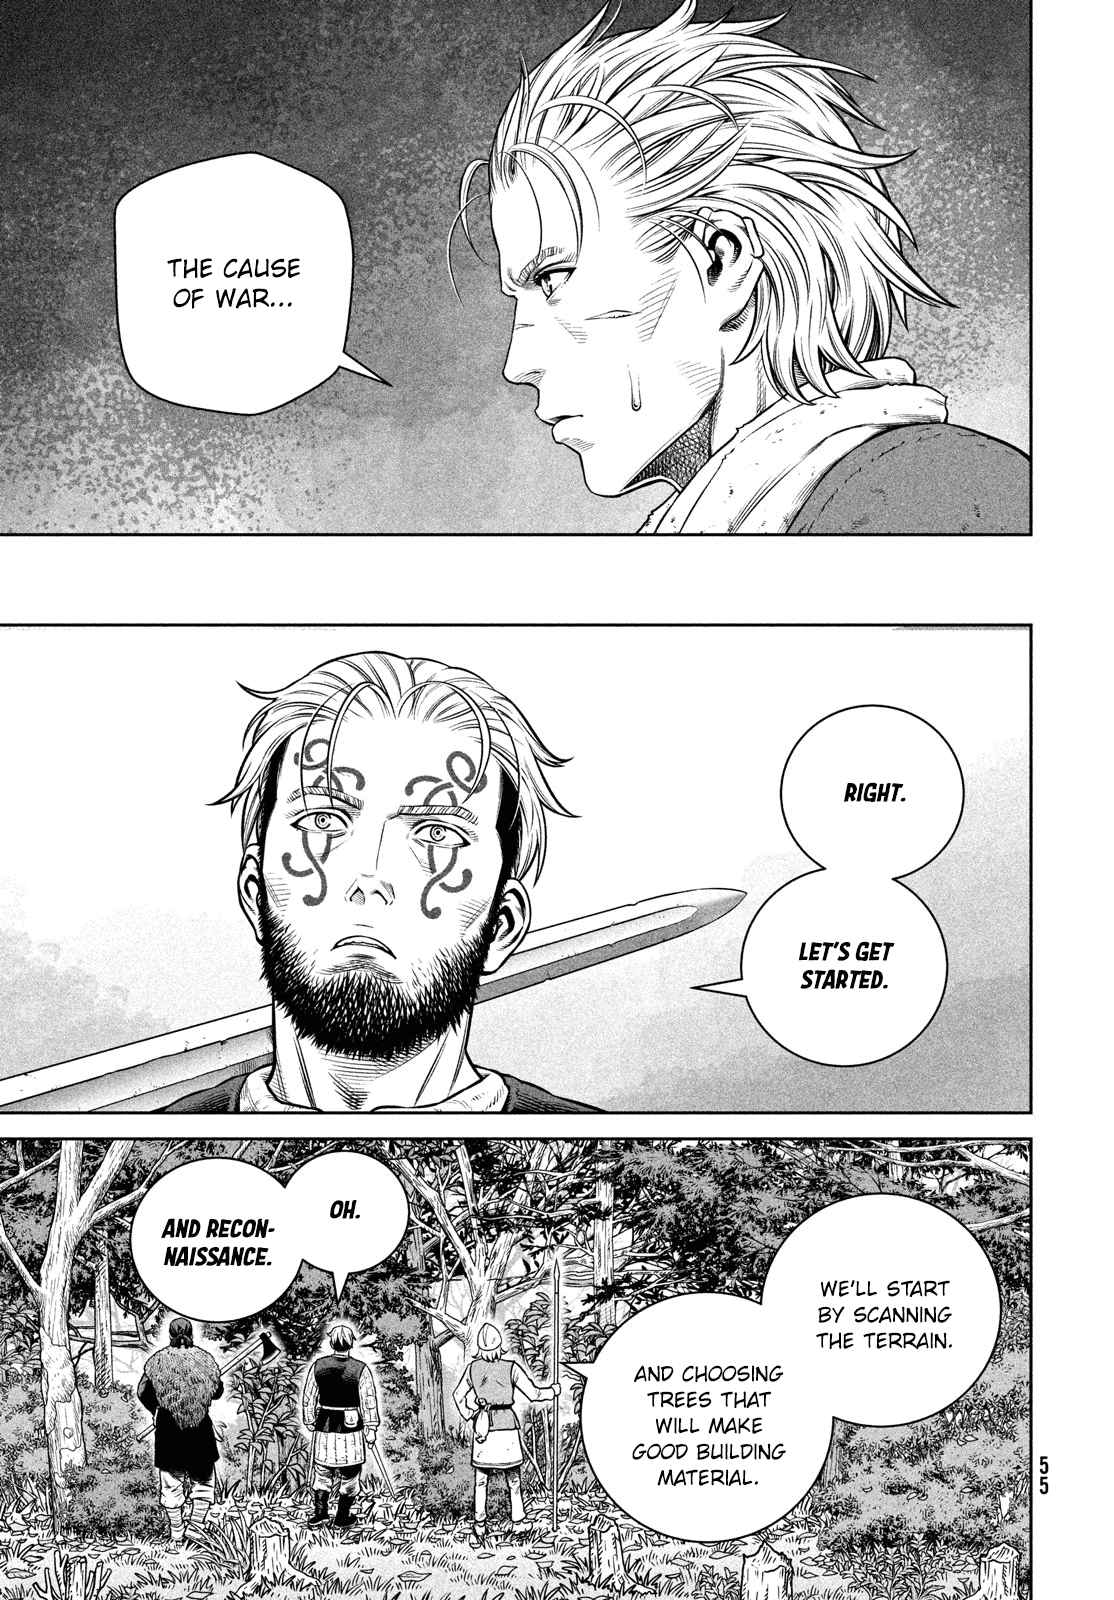 THE CAUSE
OF WAR...
RIGHT.
LET'S GET
STARTED.
WE'LL START
BY SCANNING
THE TERRAIN.
AND CHOOSING
TREES THAT
WILL MAKE
GOOD BUILDING
MATERIAL.
OH.
AND RECON-
NAISSANCE.
55